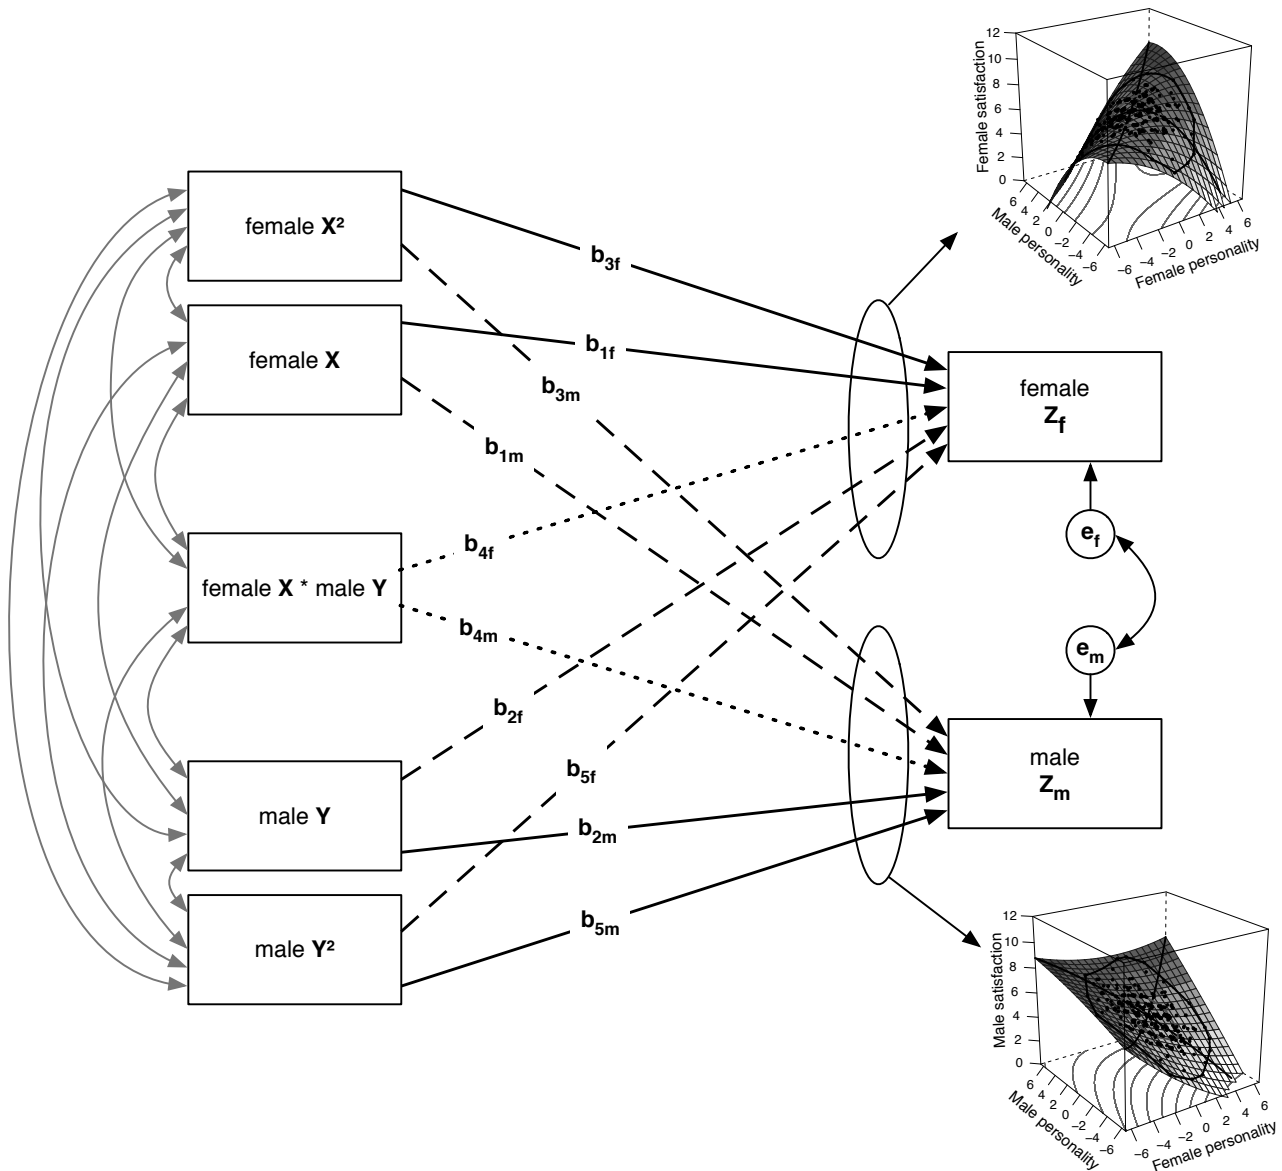 12
10
8
6
4
2
0
Female satisfaction
6
4
2
0
−2
−4
−6
Male personality
−6
−4
−2
0
2
4
6
Female personality
female X²
female X
female X * male Y
male Y
male Y²
b3f
b1f
b3m
b1m
b4f
b4m
b2f
b5f
b2m
b5m
female
Zf
ef
em
male
Zm
12
10
8
6
4
2
0
Male satisfaction
6
4
2
0
−2
−4
−6
Male personality
−6
−4
−2
0
2
4
6
Female personality